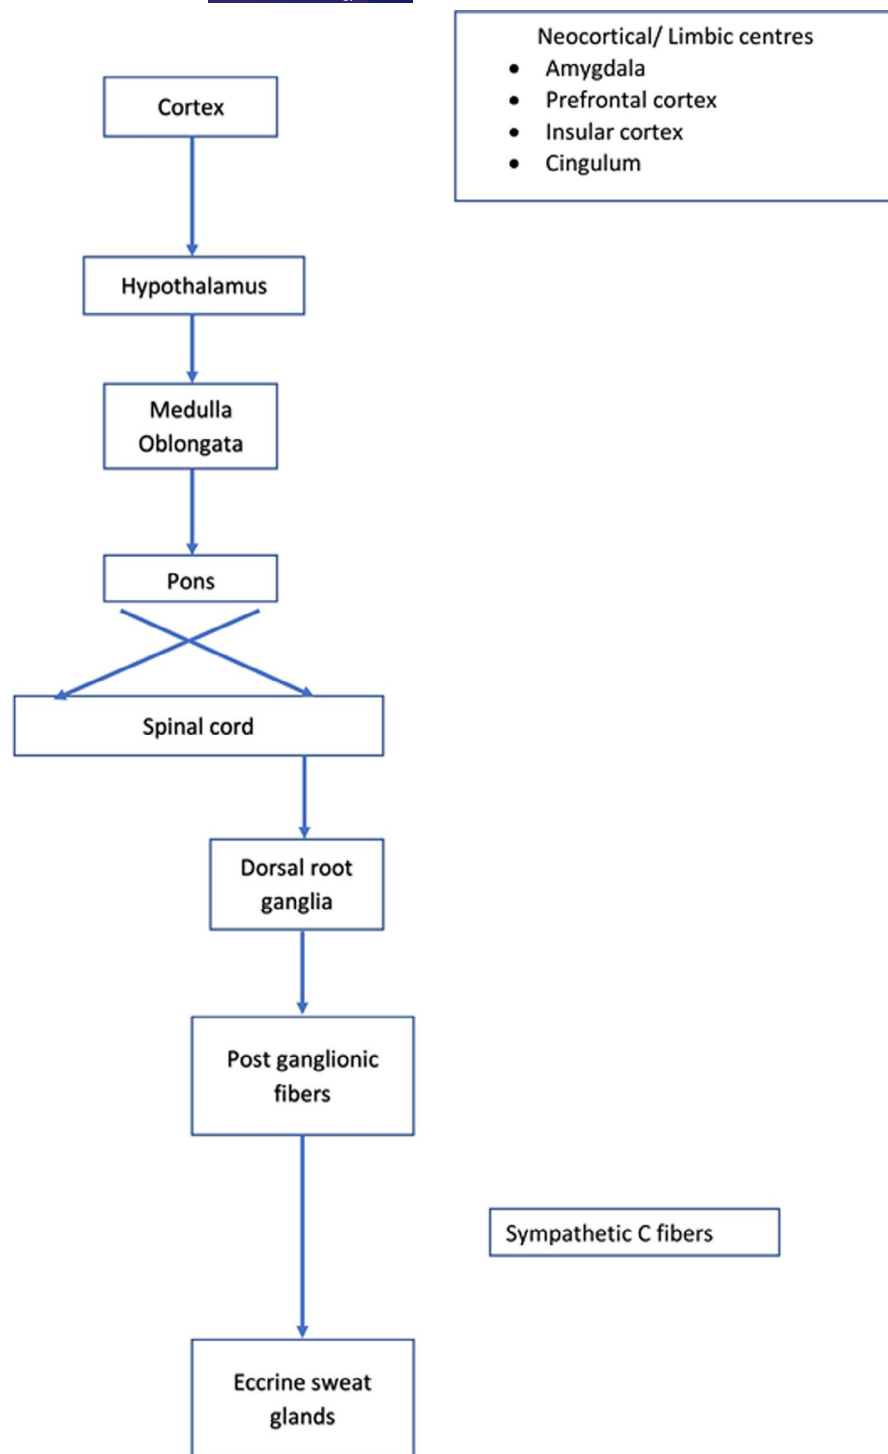 Neocortical/ Limbic centres
• Amygdala
• Prefrontal cortex
• Insular cortex
• Cingulum
Cortex
Hypothalamus
Medulla
Oblongata
Pons
Spinal cord
Dorsal root
ganglia
Post ganglionic
fibers
Sympathetic C fibers
Eccrine sweat
glands